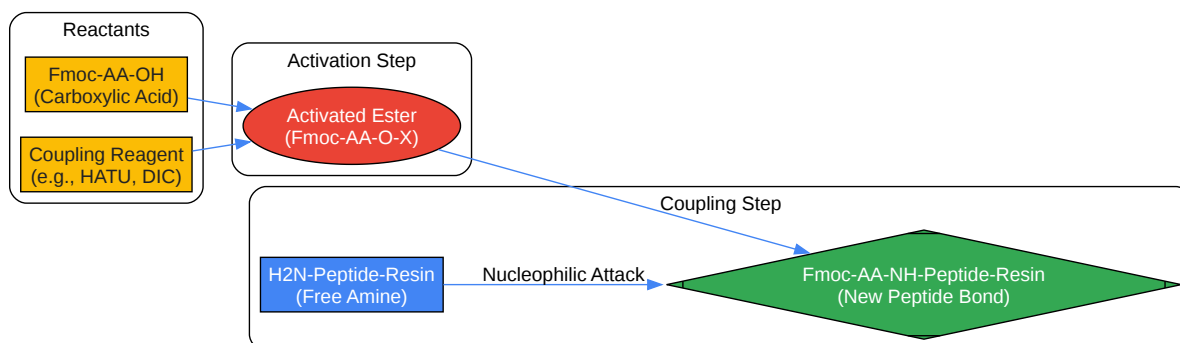 Reactants
Fmoc-AA-OH
(Carboxylic Acid)
Coupling Reagent
(e.g., HATU, DIC)
Activation Step
Activated Ester
(Fmoc-AA-O-X)
Coupling Step
H2N-Peptide-Resin
(Free Amine)
Nucleophilic Attack
Fmoc-AA-NH-Peptide-Resin
(New Peptide Bond)